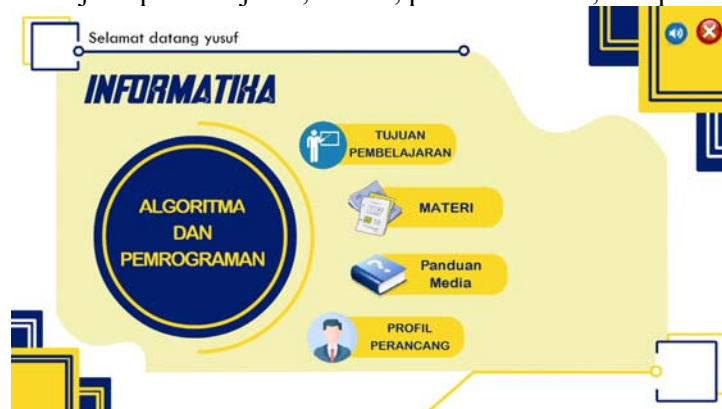 Selamat datang yusuf
INFORMATIKA
ALGORITMA
DAN
PEMROGRAMAN
TUJUAN
PEMBELAJARAN
MATERI
Panduan
Media
PROFIL
PERANCANG